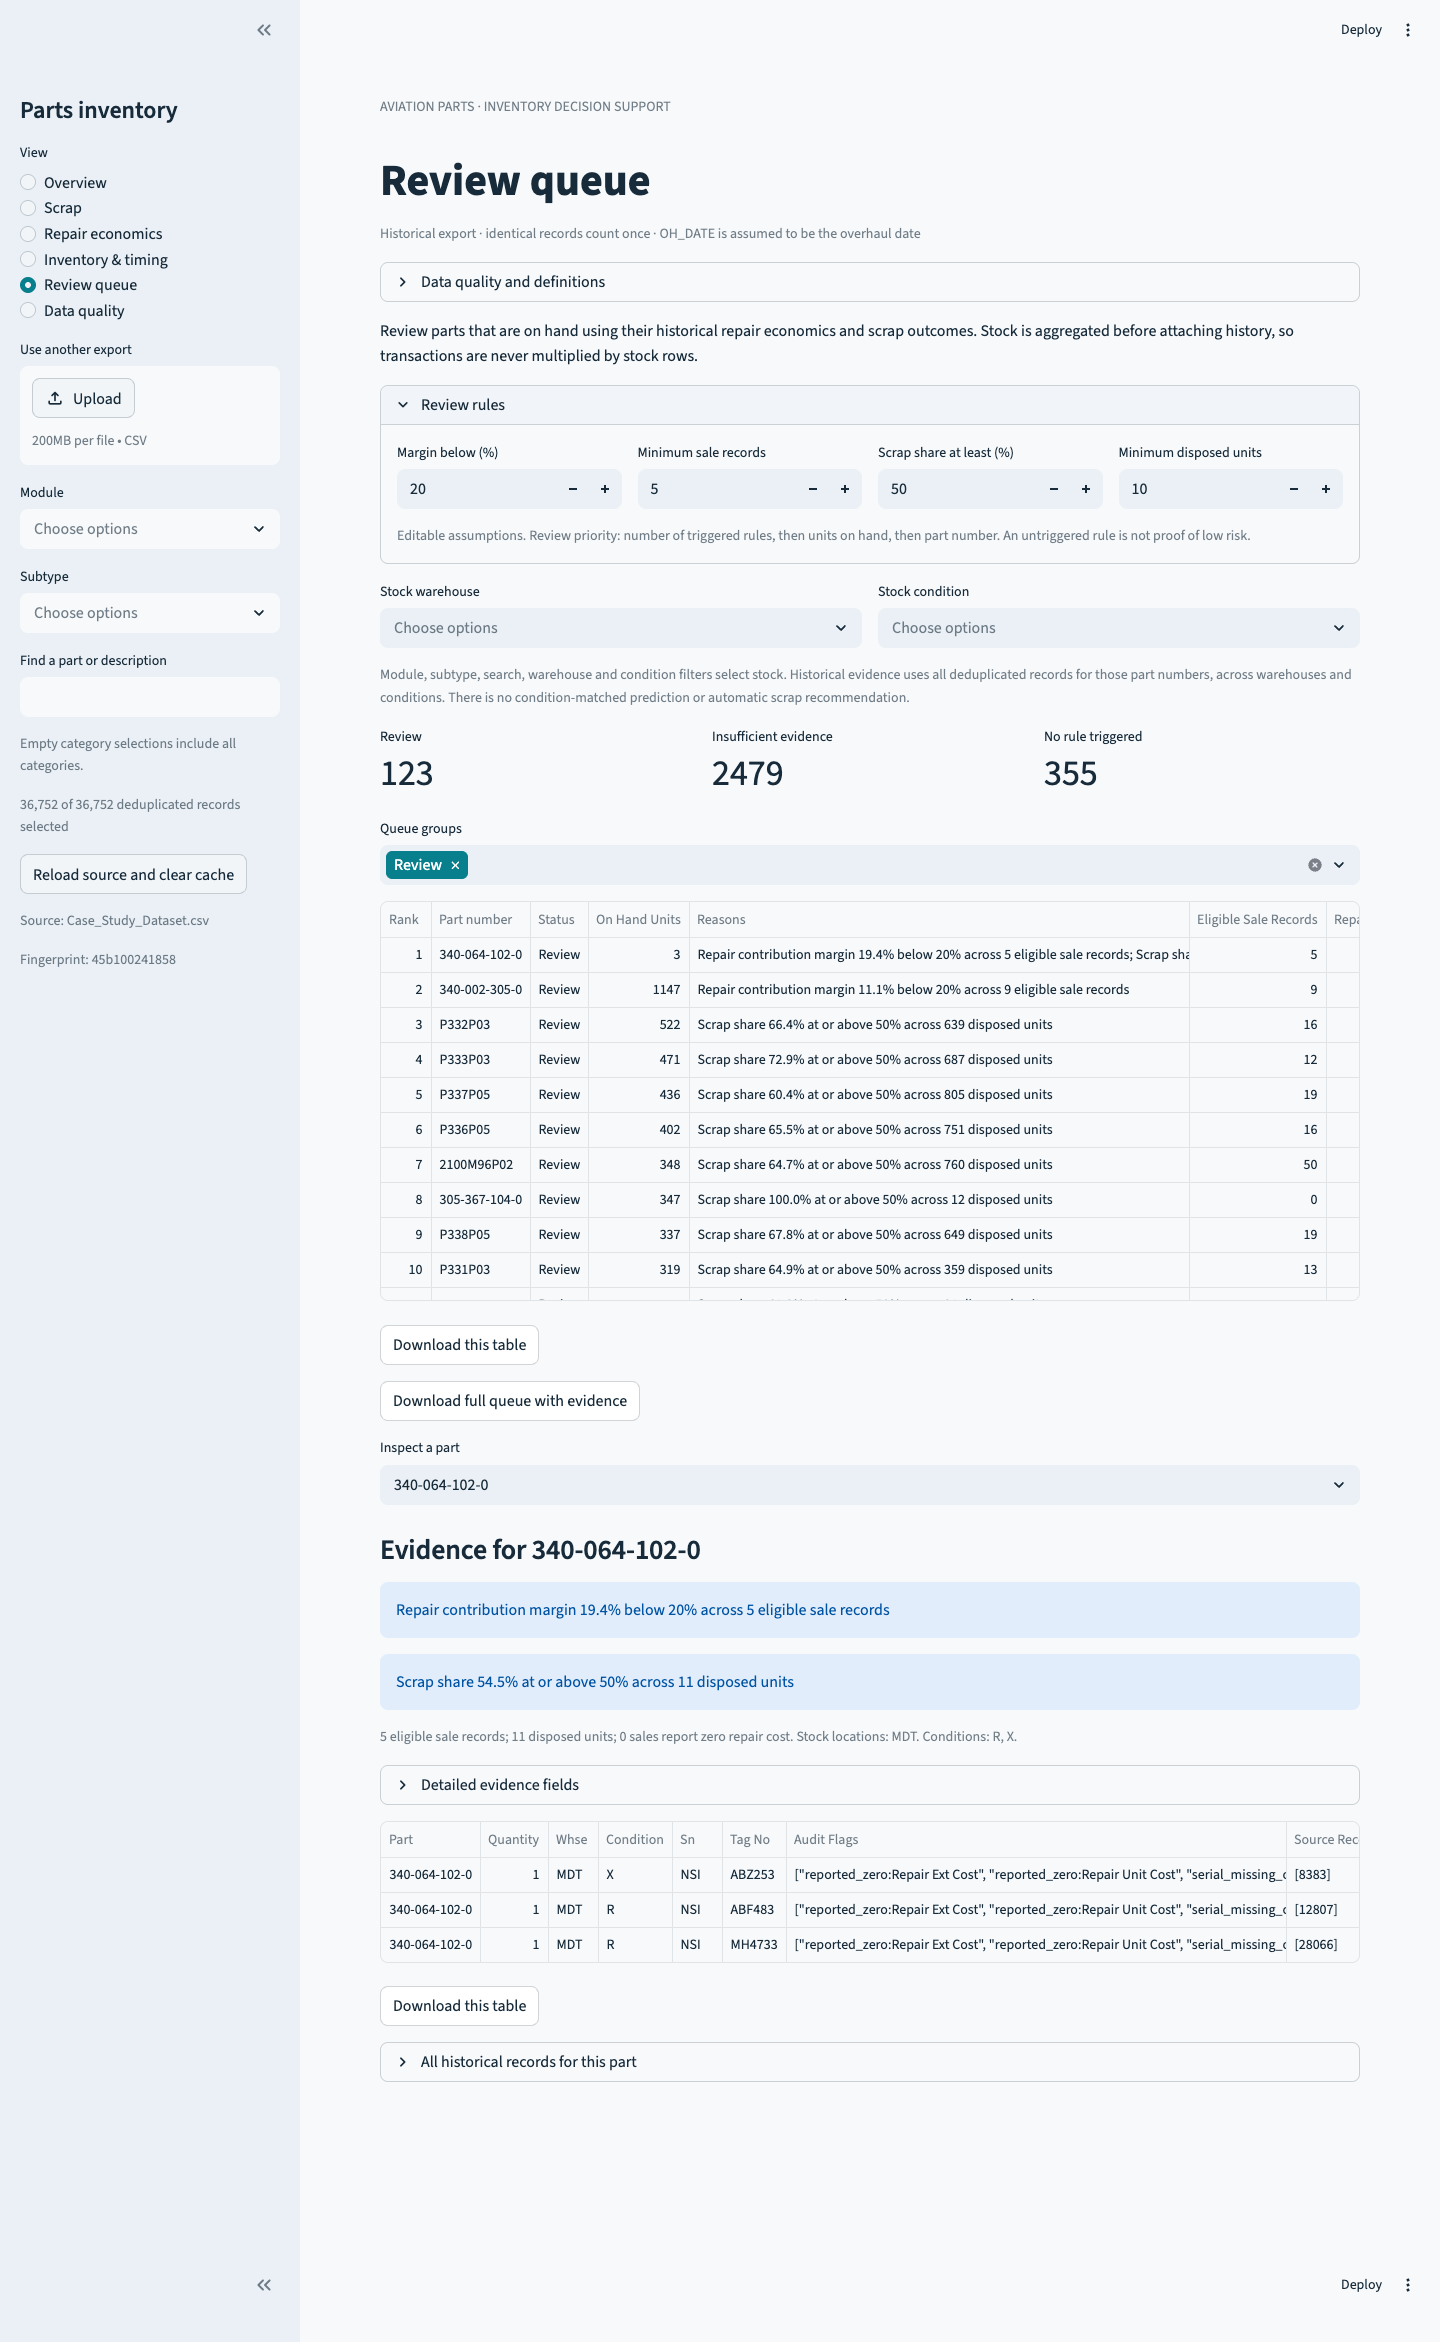 Deploy
Parts inventory
View
Overview
Scrap
Repair economics
Inventory & timing
Review queue
Data quality
Use another export
Upload
200MB per file • CSV
Module
Choose options
Subtype
Choose options
Find a part or description
Empty category selections include all
categories.
36,752 of 36,752 deduplicated records
selected
Reload source and clear cache
Source: Case_Study_Dataset.csv
Fingerprint: 45b100241858
AVIATION PARTS · INVENTORY DECISION SUPPORT
Review queue
Historical export · identical records count once · OH_DATE is assumed to be the overhaul date
Data quality and definitions
Review parts that are on hand using their historical repair economics and scrap outcomes. Stock is aggregated before attaching history, so
transactions are never multiplied by stock rows.
Review rules
Margin below (%) Minimum sale records Scrap share at least (%) Minimum disposed units
20 5 50 10
Editable assumptions. Review priority: number of triggered rules, then units on hand, then part number. An untriggered rule is not proof of low risk.
Stock warehouse Stock condition
Choose options Choose options
Module, subtype, search, warehouse and condition filters select stock. Historical evidence uses all deduplicated records for those part numbers, across warehouses and
conditions. There is no condition-matched prediction or automatic scrap recommendation.
Review Insufficient evidence No rule triggered
123 2479 355
Queue groups
Review
Rank Part number Status On Hand Units Reasons Eligible Sale Records
1 340-064-102-0 Review 3 Repair contribution margin 19.4% below 20% across 5 eligible sale records; Scrap 5
2 340-002-305-0 Review 1147 Repair contribution margin 11.1% below 20% across 9 eligible sale records 9
3 P332P03 Review 522 Scrap share 66.4% at or above 50% across 639 disposed units 16
4 P333P03 Review 471 Scrap share 72.9% at or above 50% across 687 disposed units 12
5 P337P05 Review 436 Scrap share 60.4% at or above 50% across 805 disposed units 19
6 P336P05 Review 402 Scrap share 65.5% at or above 50% across 751 disposed units 16
7 2100M96P02 Review 348 Scrap share 64.7% at or above 50% across 760 disposed units 50
8 305-367-104-0 Review 347 Scrap share 100.0% at or above 50% across 12 disposed units 0
9 P338P05 Review 337 Scrap share 67.8% at or above 50% across 649 disposed units 19
10 P331P03 Review 319 Scrap share 64.9% at or above 50% across 359 disposed units 13
Download this table
Download full queue with evidence
Inspect a part
340-064-102-0
Evidence for 340-064-102-0
Repair contribution margin 19.4% below 20% across 5 eligible sale records
Scrap share 54.5% at or above 50% across 11 disposed units
5 eligible sale records; 11 disposed units; 0 sales report zero repair cost. Stock locations: MDT. Conditions: R, X.
Detailed evidence fields
Part Quantity Whse Condition Sn Tag No Audit Flags Source
340-064-102-0 1 MDT X NSI ABZ253 ["reported_zero:Repair Ext Cost", "reported_zero:Repair Unit Cost", "serial_missing_ [8383]
340-064-102-0 1 MDT R NSI ABF483 ["reported_zero:Repair Ext Cost", "reported_zero:Repair Unit Cost", "serial_missing_ [12807]
340-064-102-0 1 MDT R NSI MH4733 ["reported_zero:Repair Ext Cost", "reported_zero:Repair Unit Cost", "serial_missing_ [28066]
Download this table
All historical records for this part
Deploy